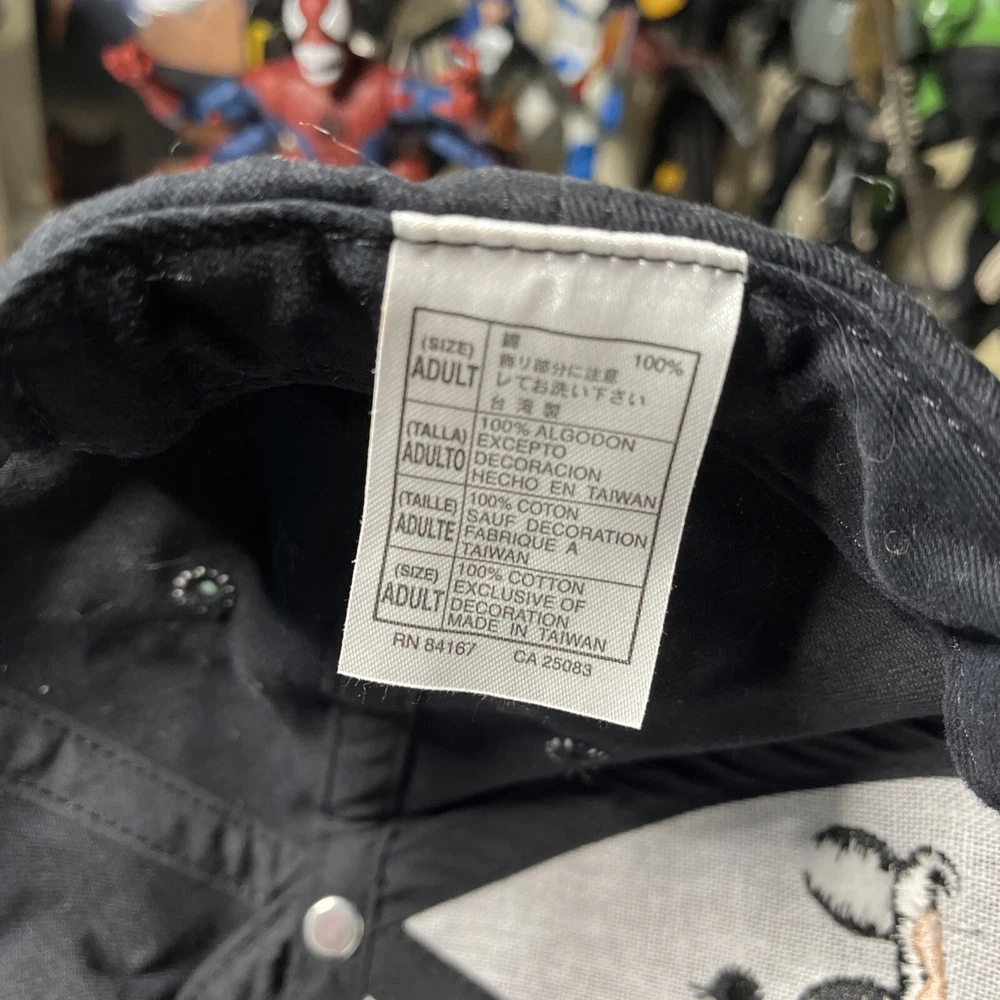 (SIZE)
ADULT
綿 100%
飾リ部分に注意
レてお洗い下さい
台湾製
(TALLA)
ADULTO
100% ALGODON
EXCEPTO
DECORACION
HECHO EN TAIWAN
(TAILLE)
ADULTE
100% COTON
SAUF DECORATION
FABRIQUE A
TAIWAN
(SIZE)
ADULT
100% COTTON
EXCLUSIVE OF
DECORATION
MADE IN TAIWAN
RN 84167 CA 25083